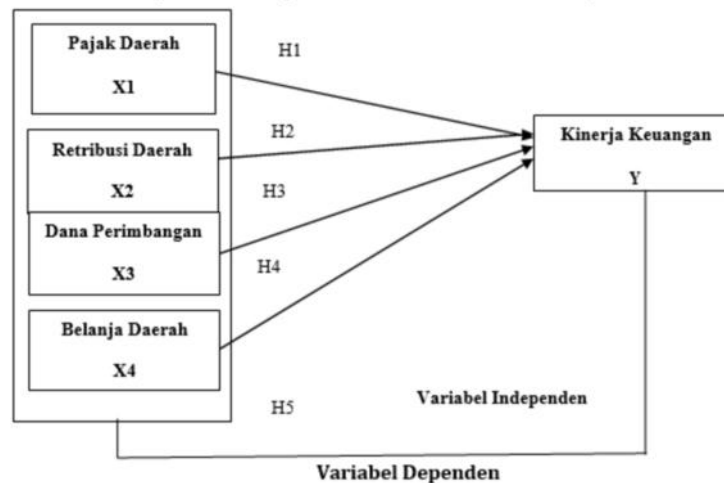 Pajak Daerah
X1
H1
Retribusi Daerah
X2
H2
Dana Perimbangan
X3
H3
Belanja Daerah
X4
H4
H5
Kinerja Keuangan
Y
Variabel Independen
Variabel Dependen